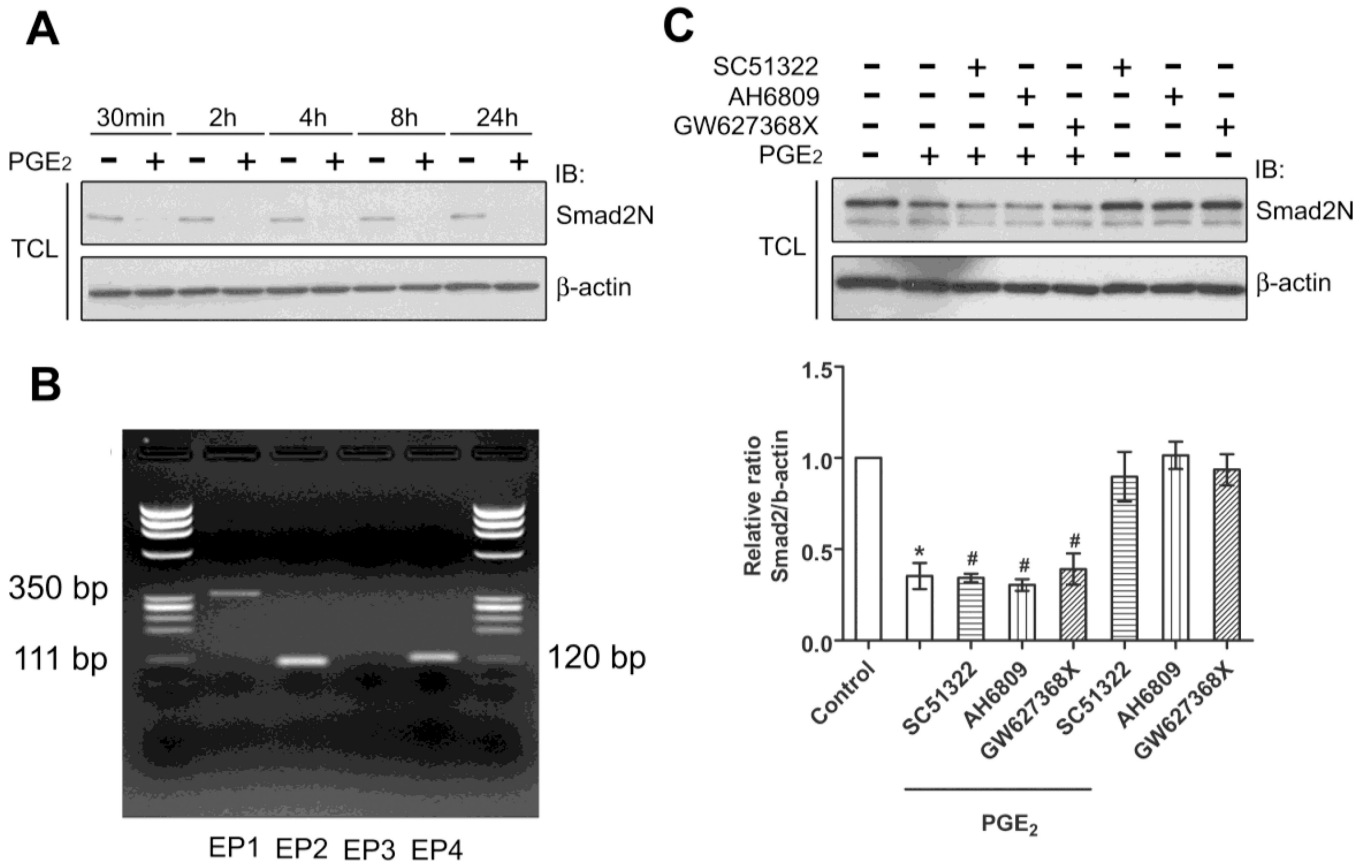 A
30min 2h 4h 8h 24h
PGE2 - + - + - + - + - +
IB:
TCL
Smad2N
β-actin
B
350 bp
111 bp
120 bp
EP1 EP2 EP3 EP4
C
SC51322 - - + - - + - -
AH6809 - - - + - - + -
GW627368X - - - - + - - +
PGE2 - + + + + - - -
IB:
TCL
Smad2N
β-actin
Relative ratio
Smad2/b-actin
1.5
1.0
0.5
0.0
* # # #
Control
SC51322
AH6809
GW627368X
SC51322
AH6809
GW627368X
PGE2